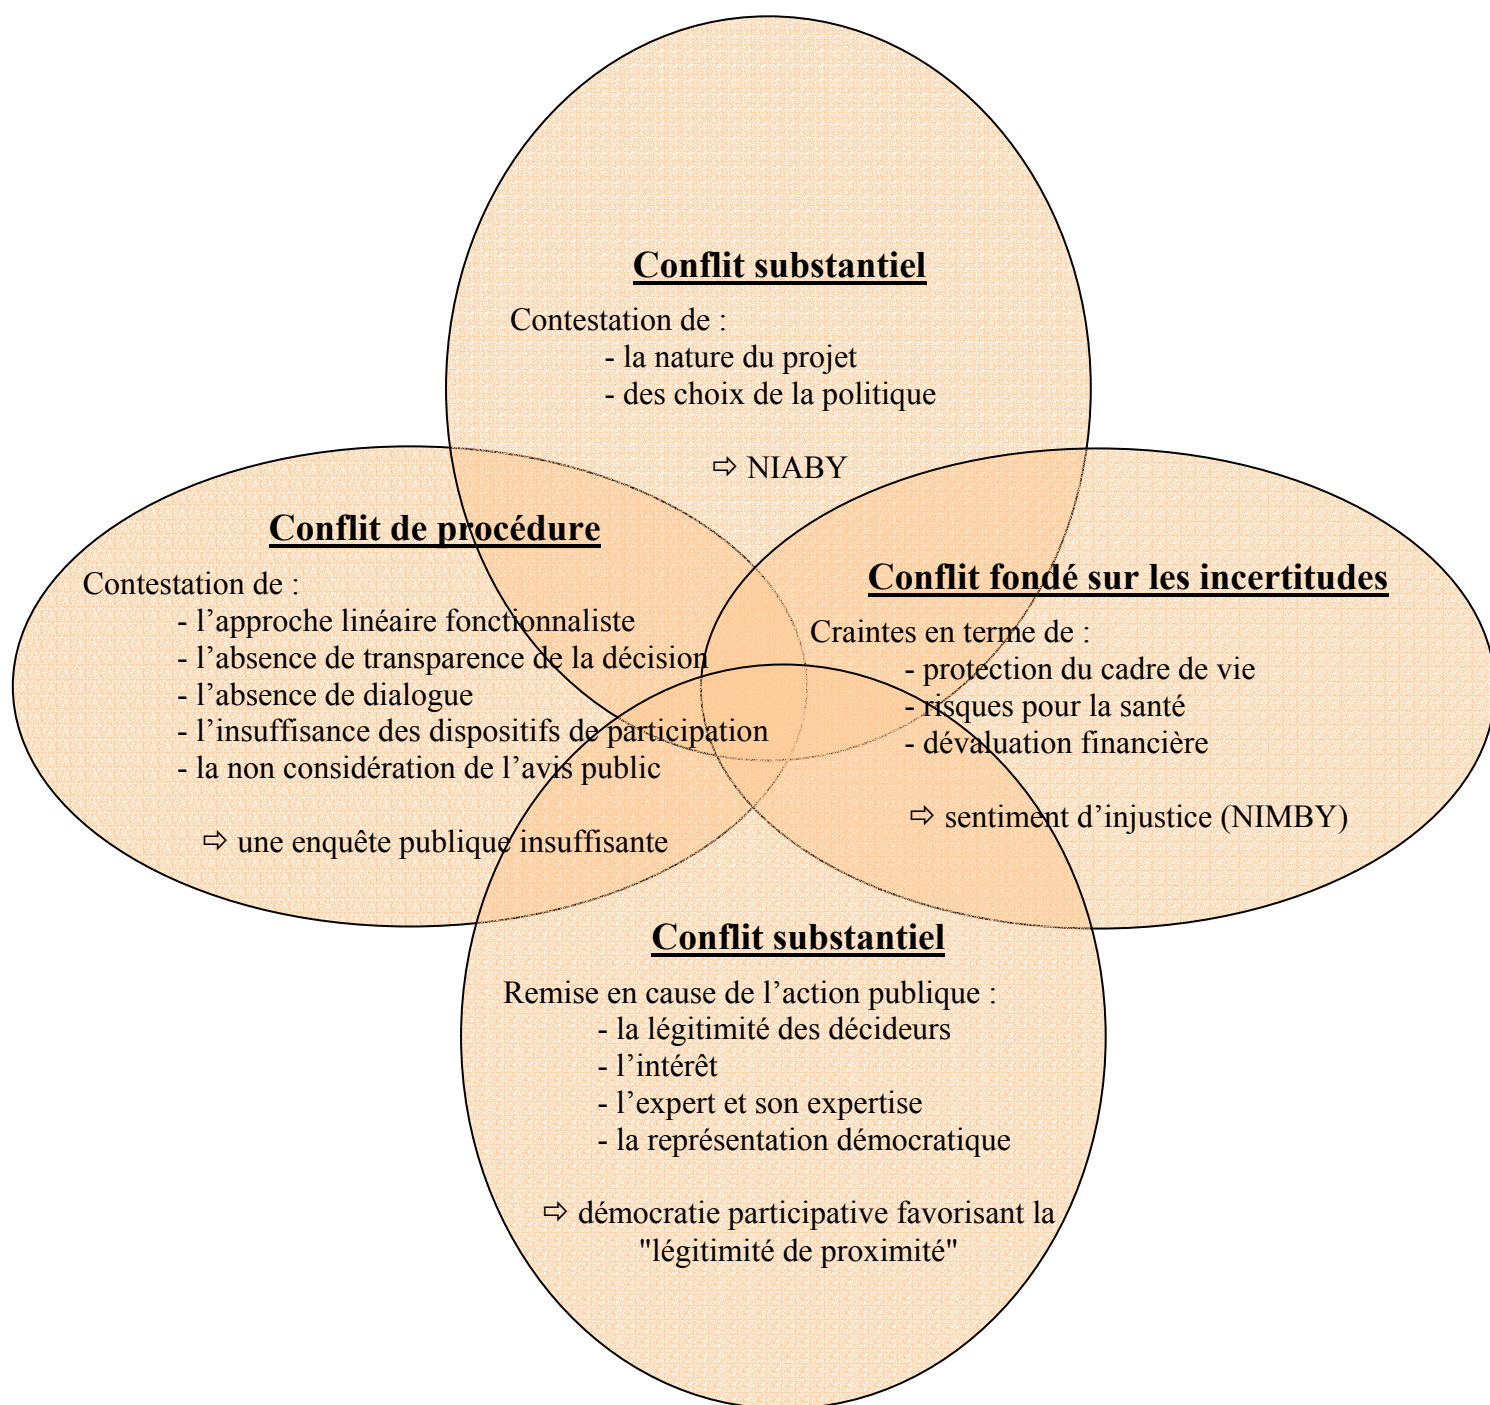 Conflit substantiel
Contestation de :
- la nature du projet
- des choix de la politique
⇨ NIABY
Conflit de procédure
Contestation de :
- l’approche linéaire fonctionnaliste
- l’absence de transparence de la décision
- l’absence de dialogue
- l’insuffisance des dispositifs de participation
- la non considération de l’avis public
⇨ une enquête publique insuffisante
Conflit fondé sur les incertitudes
Craintes en terme de :
- protection du cadre de vie
- risques pour la santé
- dévaluation financière
⇨ sentiment d’injustice (NIMBY)
Conflit substantiel
Remise en cause de l’action publique :
- la légitimité des décideurs
- l’intérêt
- l’expert et son expertise
- la représentation démocratique
⇨ démocratie participative favorisant la
"légitimité de proximité"